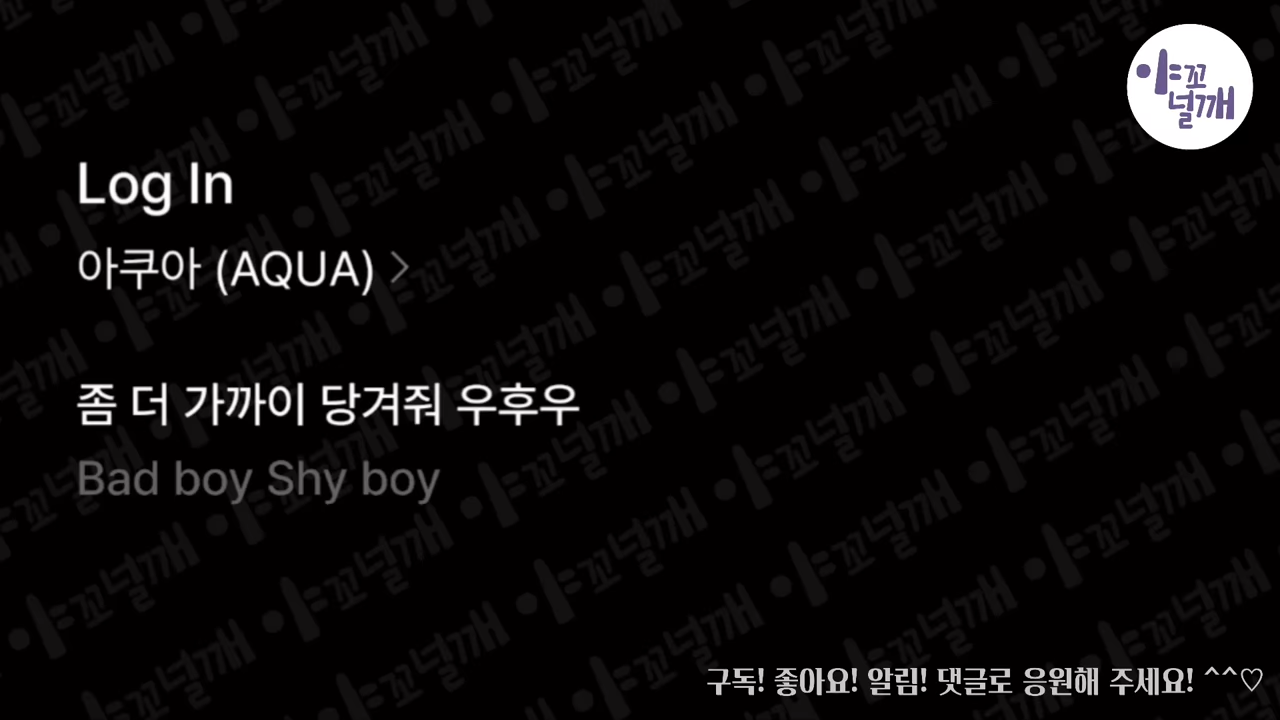 야꼬
널깨
Log In
아쿠아 (AQUA) >
좀 더 가까이 당겨줘 우후우
Bad boy Shy boy
구독! 좋아요! 알림! 댓글로 응원해 주세요! ^^♡